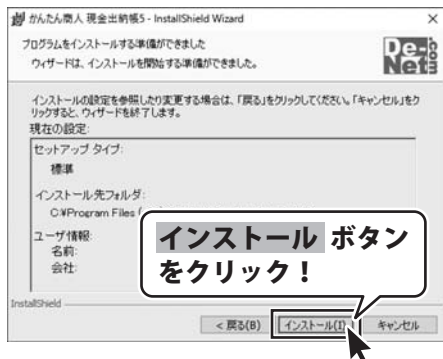 かんたん商人 現金出納帳5 - InstallShield Wizard
プログラムをインストールする準備ができました
ウィザードは、インストールを開始する準備ができました。
De-Net.com
インストールの設定を参照したり変更する場合は、「戻る」をクリックしてください。「キャンセル」をク
リックすると、ウィザードを終了します。
現在の設定:
セットアップ タイプ:
標準
インストール先フォルダ:
C:¥Program Files
ユーザ情報:
名前:
会社:
インストール ボタン
をクリック！
InstallShield
< 戻る(B)
インストール(I)
キャンセル